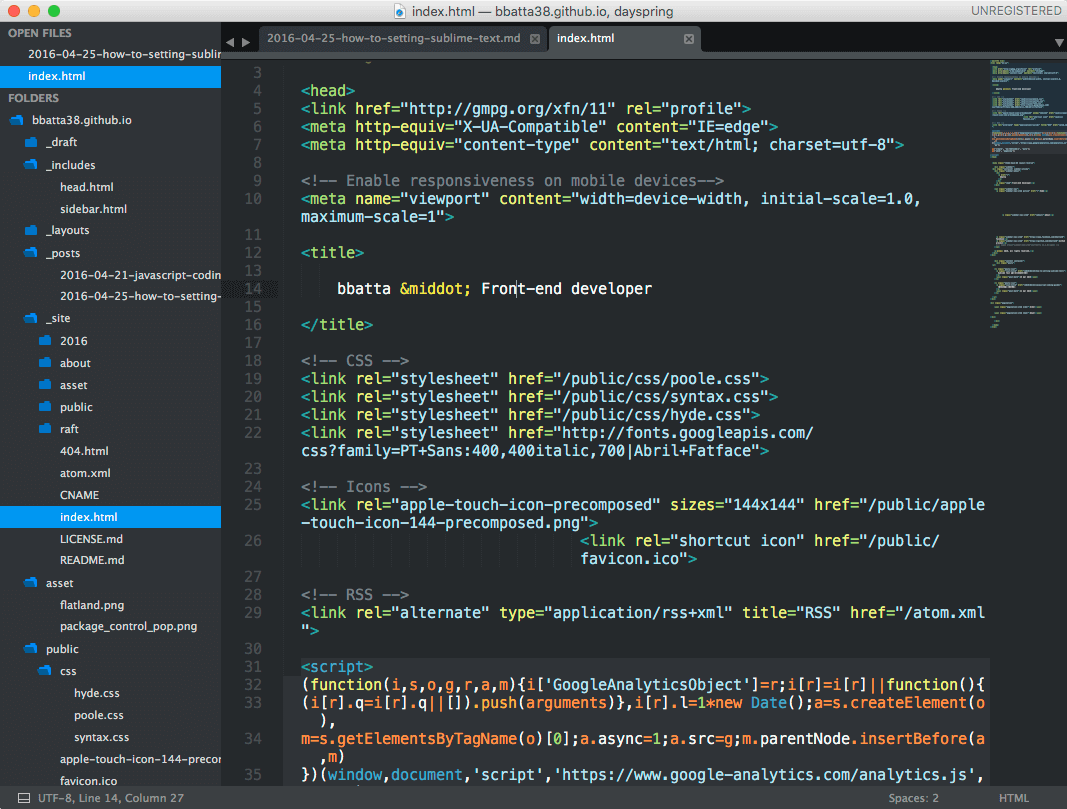 index.html — bbatta38.github.io, dayspring
UNREGISTERED
OPEN FILES
2016-04-25-how-to-setting-sublin
index.html
FOLDERS
bbatta38.github.io
_draft
_includes
head.html
sidebar.html
_layouts
_posts
2016-04-21-javascript-codin
2016-04-25-how-to-setting-
_site
2016
about
asset
public
raft
404.html
atom.xml
CNAME
index.html
LICENSE.md
README.md
asset
flatland.png
package_control_pop.png
public
css
hyde.css
poole.css
syntax.css
apple-touch-icon-144-precor
favicon.ico
2016-04-25-how-to-setting-sublime-text.md
index.html
3
4 <head>
5 <link href="http://gmpg.org/xfn/11" rel="profile">
6 <meta http-equiv="X-UA-Compatible" content="IE=edge">
7 <meta http-equiv="content-type" content="text/html; charset=utf-8">
8
9 <!-- Enable responsiveness on mobile devices-->
10 <meta name="viewport" content="width=device-width, initial-scale=1.0,
maximum-scale=1">
11
12 <title>
13
14 bbatta &middot; Front-end developer
15
16 </title>
17
18 <!-- CSS -->
19 <link rel="stylesheet" href="/public/css/poole.css">
20 <link rel="stylesheet" href="/public/css/syntax.css">
21 <link rel="stylesheet" href="/public/css/hyde.css">
22 <link rel="stylesheet" href="http://fonts.googleapis.com/
css?family=PT+Sans:400,400italic,700|Abril+Fatface">
23
24 <!-- Icons -->
25 <link rel="apple-touch-icon-precomposed" sizes="144x144" href="/public/apple
-touch-icon-144-precomposed.png">
26 <link rel="shortcut icon" href="/public/
favicon.ico">
27
28 <!-- RSS -->
29 <link rel="alternate" type="application/rss+xml" title="RSS" href="/atom.xml
">
30
31 <script>
32 (function(i,s,o,g,r,a,m){i['GoogleAnalyticsObject']=r;i[r]=i[r]||function(){
33 (i[r].q=i[r].q||[]).push(arguments)},i[r].l=1*new Date();a=s.createElement(o
),
34 m=s.getElementsByTagName(o)[0];a.async=1;a.src=g;m.parentNode.insertBefore(a
,m)
35 })(window,document,'script','https://www.google-analytics.com/analytics.js',
UTF-8, Line 14, Column 27
Spaces: 2
HTML